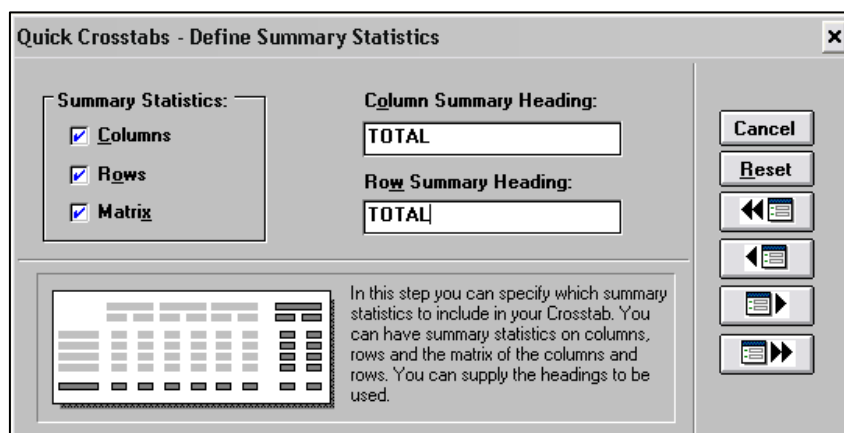 Quick Crosstabs - Define Summary Statistics
Summary Statistics:
Columns
Rows
Matrix
Column Summary Heading:
TOTAL
Row Summary Heading:
TOTAL
Cancel
Reset
In this step you can specify which summary
statistics to include in your Crosstab. You
can have summary statistics on columns,
rows and the matrix of the columns and
rows. You can supply the headings to be
used.